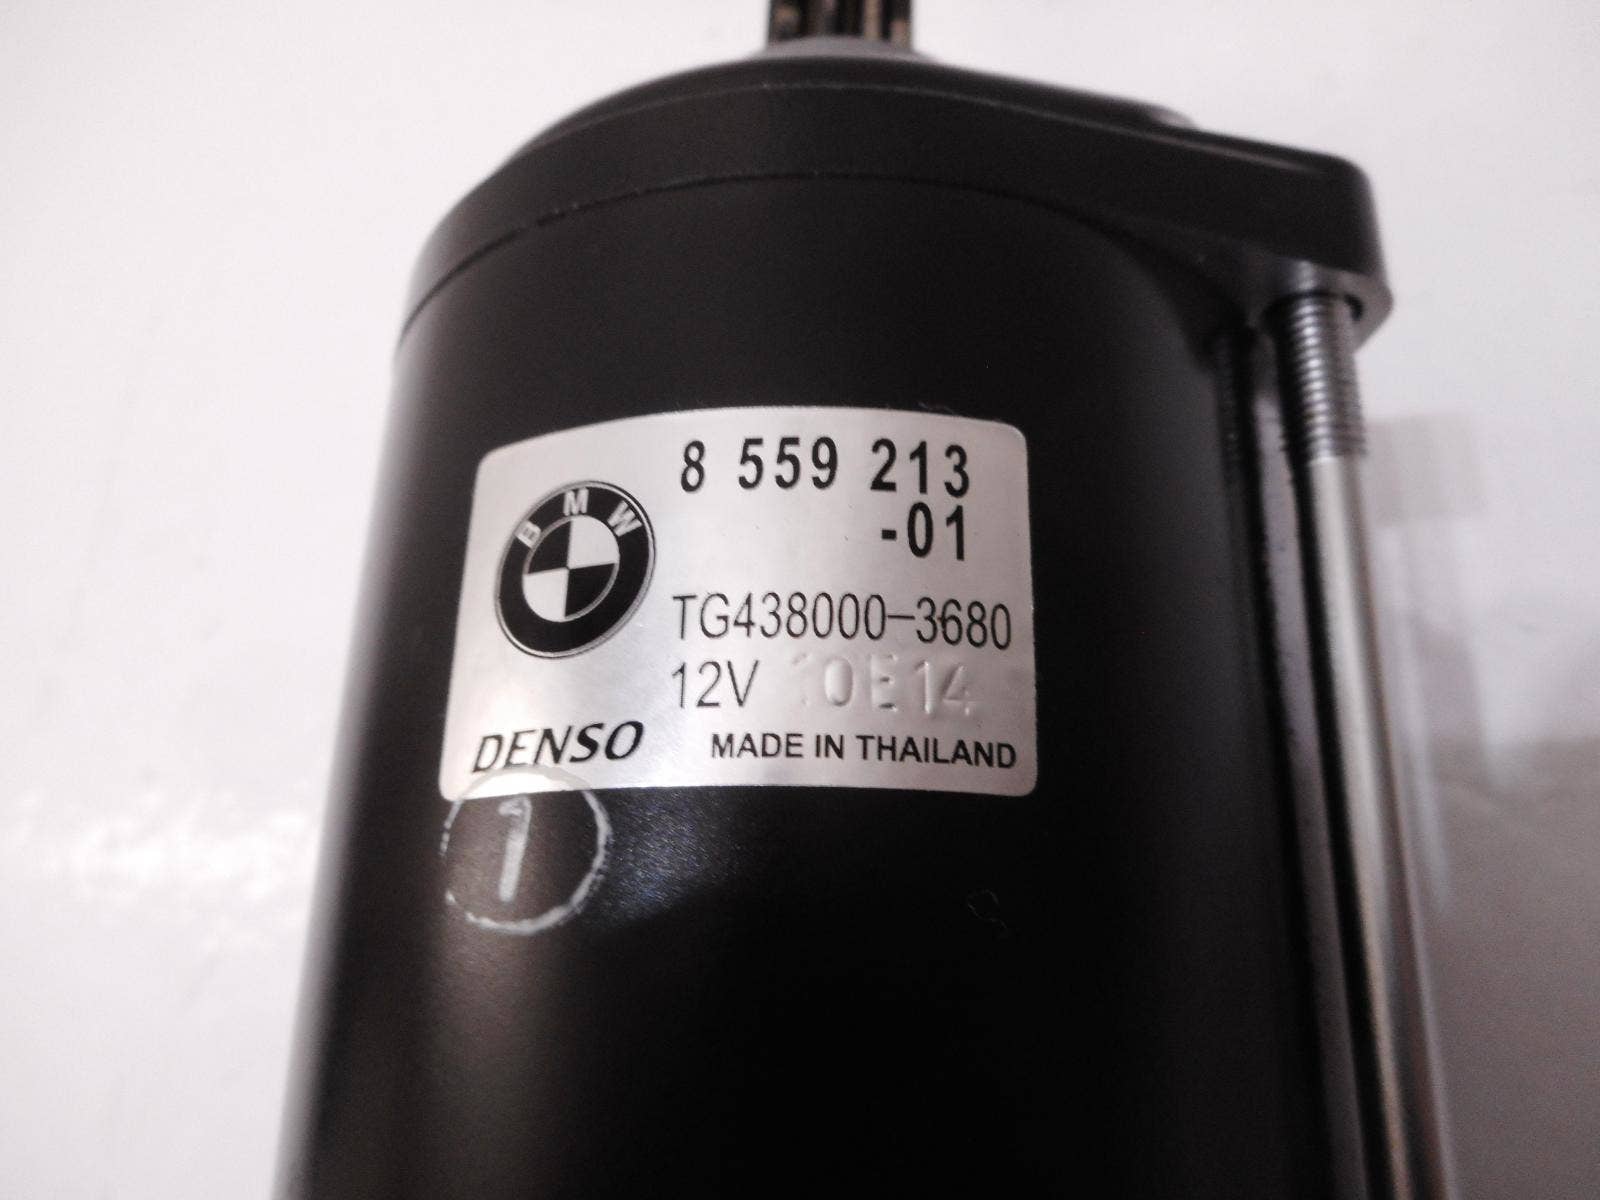 8 559 213
-01
BMW
TG438000-3680
12V 10E14
DENSO MADE IN THAILAND
1